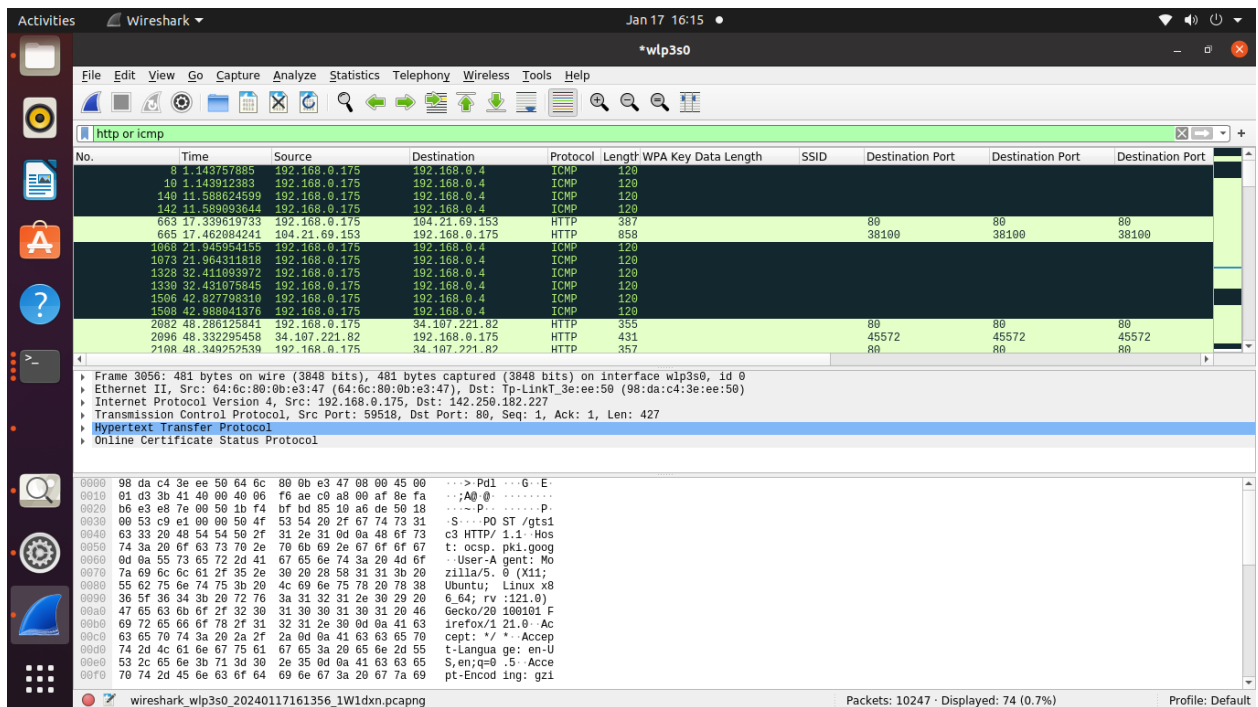 Activities Wireshark Jan 17 16:15
*wlp3s0
File Edit View Go Capture Analyze Statistics Telephony Wireless Tools Help
http or icmp
No. Time Source Destination Protocol Length WPA Key Data Length SSID Destination Port Destination Port Destination Port
8 1.143757885 192.168.0.175 192.168.0.4 ICMP 120
10 1.143912383 192.168.0.175 192.168.0.4 ICMP 120
140 11.588624599 192.168.0.175 192.168.0.4 ICMP 120
142 11.589093644 192.168.0.175 192.168.0.4 ICMP 120
663 17.339619733 192.168.0.175 104.21.69.153 HTTP 387 80 80 80
665 17.462084241 104.21.69.153 192.168.0.175 HTTP 858 38100 38100 38100
1068 21.945954155 192.168.0.175 192.168.0.4 ICMP 120
1073 21.964311818 192.168.0.175 192.168.0.4 ICMP 120
1328 32.411093972 192.168.0.175 192.168.0.4 ICMP 120
1330 32.431075845 192.168.0.175 192.168.0.4 ICMP 120
1506 42.827798310 192.168.0.175 192.168.0.4 ICMP 120
1508 42.988041376 192.168.0.175 192.168.0.4 ICMP 120
2082 48.286125841 192.168.0.175 34.107.221.82 HTTP 355 80 80 80
2096 48.332295458 34.107.221.82 192.168.0.175 HTTP 431 45572 45572 45572
2108 48.349252539 192.168.0.175 34.107.221.82 HTTP 357 80 80 80
Frame 3056: 481 bytes on wire (3848 bits), 481 bytes captured (3848 bits) on interface wlp3s0, id 0
Ethernet II, Src: 64:6c:80:0b:e3:47 (64:6c:80:0b:e3:47), Dst: Tp-LinkT_3e:ee:50 (98:da:c4:3e:ee:50)
Internet Protocol Version 4, Src: 192.168.0.175, Dst: 142.250.182.227
Transmission Control Protocol, Src Port: 59518, Dst Port: 80, Seq: 1, Ack: 1, Len: 427
Hypertext Transfer Protocol
Online Certificate Status Protocol
0000 98 da c4 3e ee 50 64 6c 80 0b e3 47 08 00 45 00 ···>·Pdl ···G··E·
0010 01 d3 3b 41 40 00 40 06 f6 ae c0 a8 00 af 8e fa ··;A@·@· ········
0020 b6 e3 e8 7e 00 50 1b f4 bf bd 85 10 a6 de 50 18 ···~·P·· ······P·
0030 00 53 c9 e1 00 00 50 4f 53 54 20 2f 67 74 73 31 ·S····PO ST /gts1
0040 63 33 20 48 54 54 50 2f 31 2e 31 0d 0a 48 6f 73 c3 HTTP/ 1.1··Hos
0050 74 3a 20 6f 63 73 70 2e 70 6b 69 2e 67 6f 6f 67 t: ocsp. pki.goog
0060 0d 0a 55 73 65 72 2d 41 67 65 6e 74 3a 20 4d 6f ··User-A gent: Mo
0070 7a 69 6c 6c 61 2f 35 2e 30 20 28 58 31 31 3b 20 zilla/5. 0 (X11;
0080 55 62 75 6e 74 75 3b 20 4c 69 6e 75 78 20 78 38 Ubuntu; Linux x8
0090 36 5f 36 34 3b 20 72 76 3a 31 32 31 2e 30 29 20 6_64; rv :121.0)
00a0 47 65 63 6b 6f 2f 32 30 31 30 30 31 30 31 20 46 Gecko/20 100101 F
00b0 69 72 65 66 6f 78 2f 31 32 31 2e 30 0d 0a 41 63 irefox/1 21.0··Ac
00c0 63 65 70 74 3a 20 2a 2f 2a 0d 0a 41 63 63 65 70 cept: */ *··Accep
00d0 74 2d 4c 61 6e 67 75 61 67 65 3a 20 65 6e 2d 55 t-Langua ge: en-U
00e0 53 2c 65 6e 3b 71 3d 30 2e 35 0d 0a 41 63 63 65 S,en;q=0 .5··Acce
00f0 70 74 2d 45 6e 63 6f 64 69 6e 67 3a 20 67 7a 69 pt-Encod ing: gzi
wireshark_wlp3s0_20240117161356_1W1dxn.pcapng Packets: 10247 · Displayed: 74 (0.7%) Profile: Default